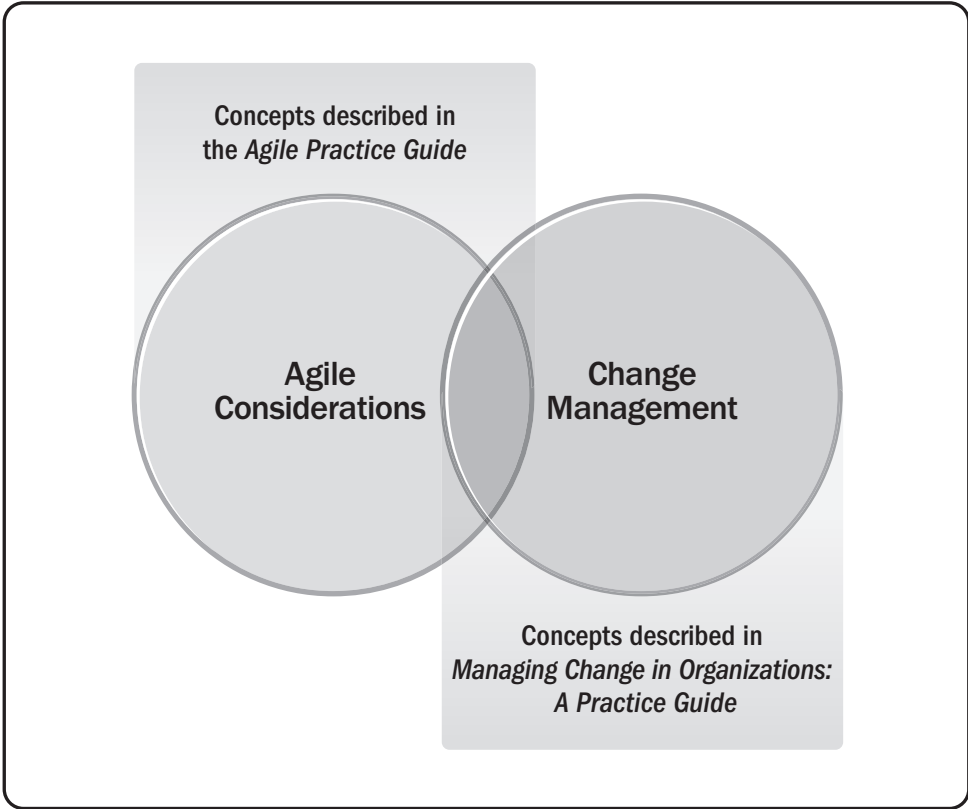 Concepts described in
the Agile Practice Guide
Agile
Considerations
Change
Management
Concepts described in
Managing Change in Organizations:
A Practice Guide